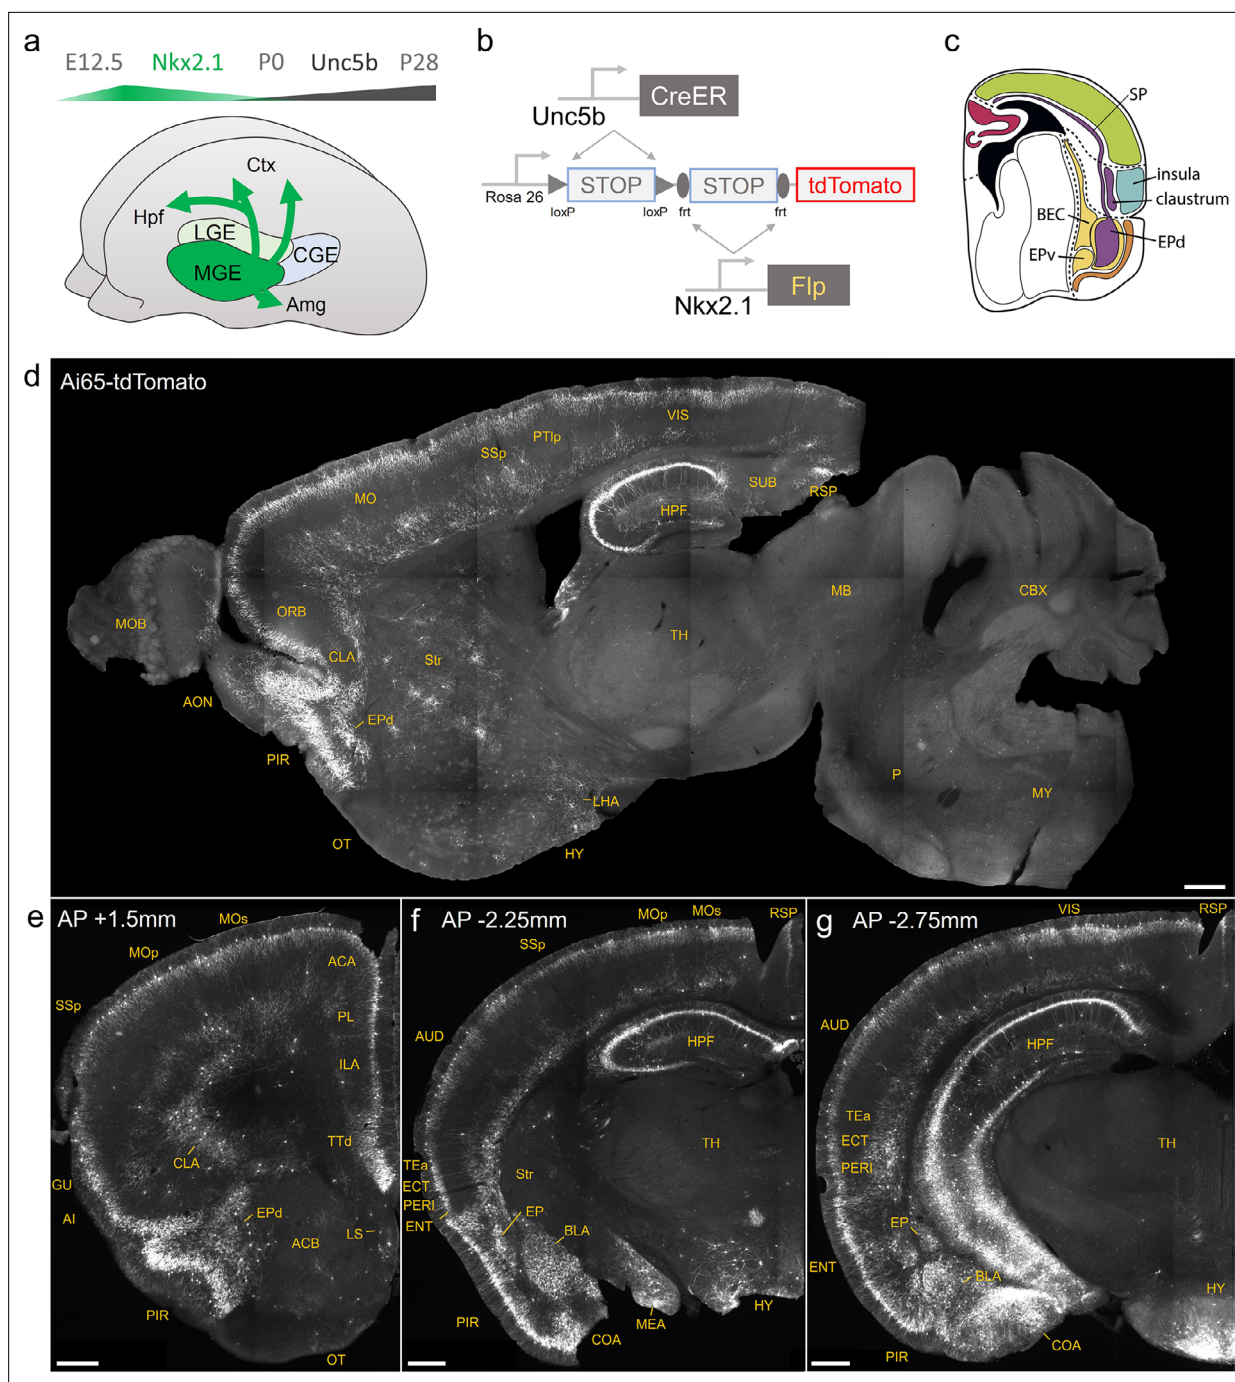 a
E12.5 Nkx2.1 P0 Unc5b P28
Ctx
Hpf
LGE
CGE
MGE
Amg
b
CreER
Unc5b
Rosa 26
STOP
STOP
tdTomato
loxP
loxP
frt
frt
Flp
Nkx2.1
c
SP
insula
claustrum
BEC
EPd
EPv
d
Ai65-tdTomato
VIS
PTlp
SSp
MO
SUB
RSP
HPF
MB
CBX
ORB
MOB
TH
CLA
Str
AON
EPd
PIR
P
MY
LHA
OT
HY
e AP +1.5mm
MOs
MOp
ACA
SSp
PL
ILA
TTd
CLA
GU
AI
EPd
LS
ACB
PIR
OT
f AP -2.25mm
MOp
MOs
RSP
SSp
AUD
HPF
TH
TEa
Str
ECT
PERI
EP
ENT
BLA
HY
MEA
PIR
COA
g AP -2.75mm
VIS
RSP
AUD
HPF
TEa
ECT
TH
PERI
EP
ENT
BLA
HY
COA
PIR